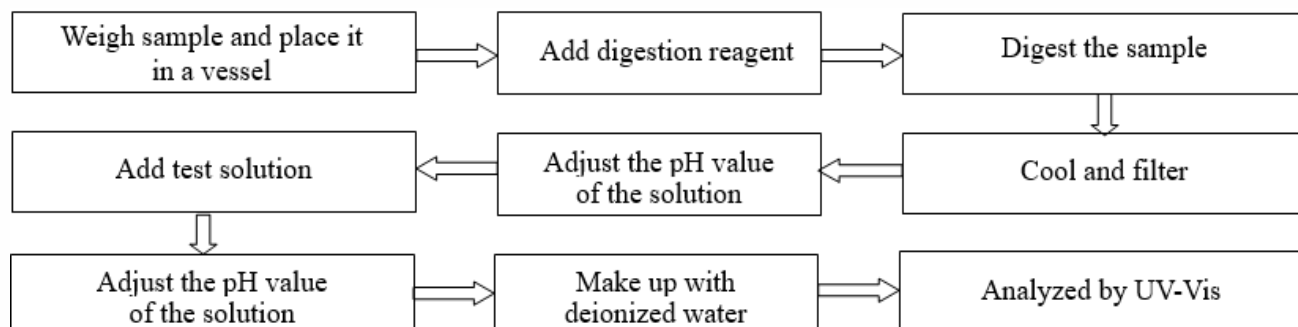 Weigh sample and place it
in a vessel
Add digestion reagent
Digest the sample
Cool and filter
Adjust the pH value
of the solution
Add test solution
Adjust the pH value
of the solution
Make up with
deionized water
Analyzed by UV-Vis